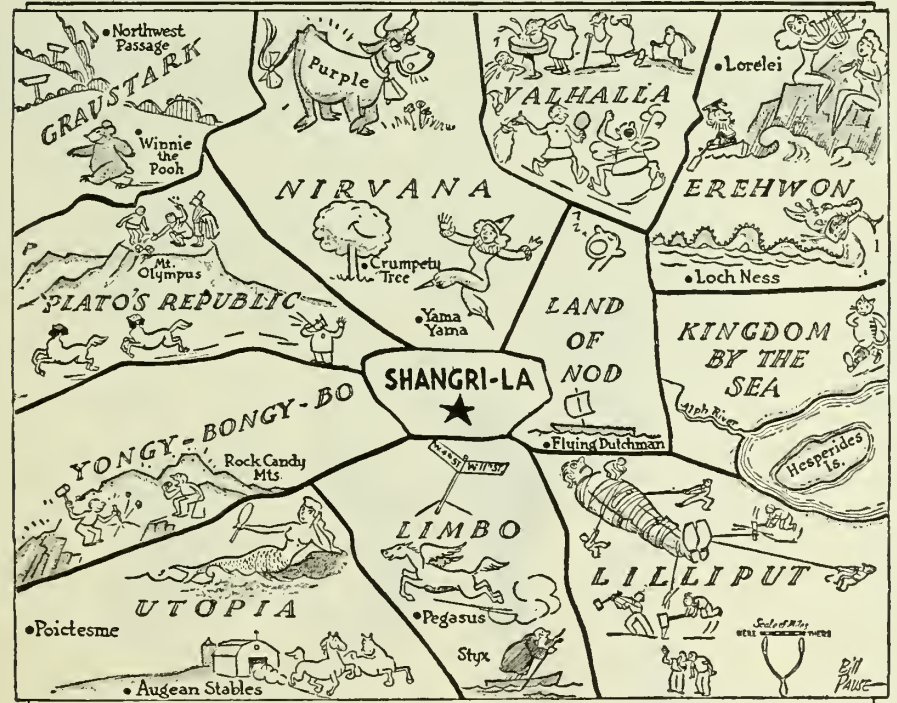 Northwest
Passage
GRAUSTARK
Winnie
the
Pooh
Purple
NIRVANA
Crumpety
Tree
Yama
Yama
VALHALLA
Lorelei
EREHWON
Loch Ness
Mt.
Olympus
PLATO'S REPUBLIC
SHANGRI-LA
LAND
OF
NOD
Flying Dutchman
KINGDOM
BY THE
SEA
Alph River
Hesperides
Is.
YONGY-BONGY-BO
Rock Candy
Mts.
UTOPIA
Poictesme
Augean Stables
W 11th ST
LIMBO
Pegasus
Styx
LILLIPUT
Scale of Miles
HERE THERE
Bill
PAUSE